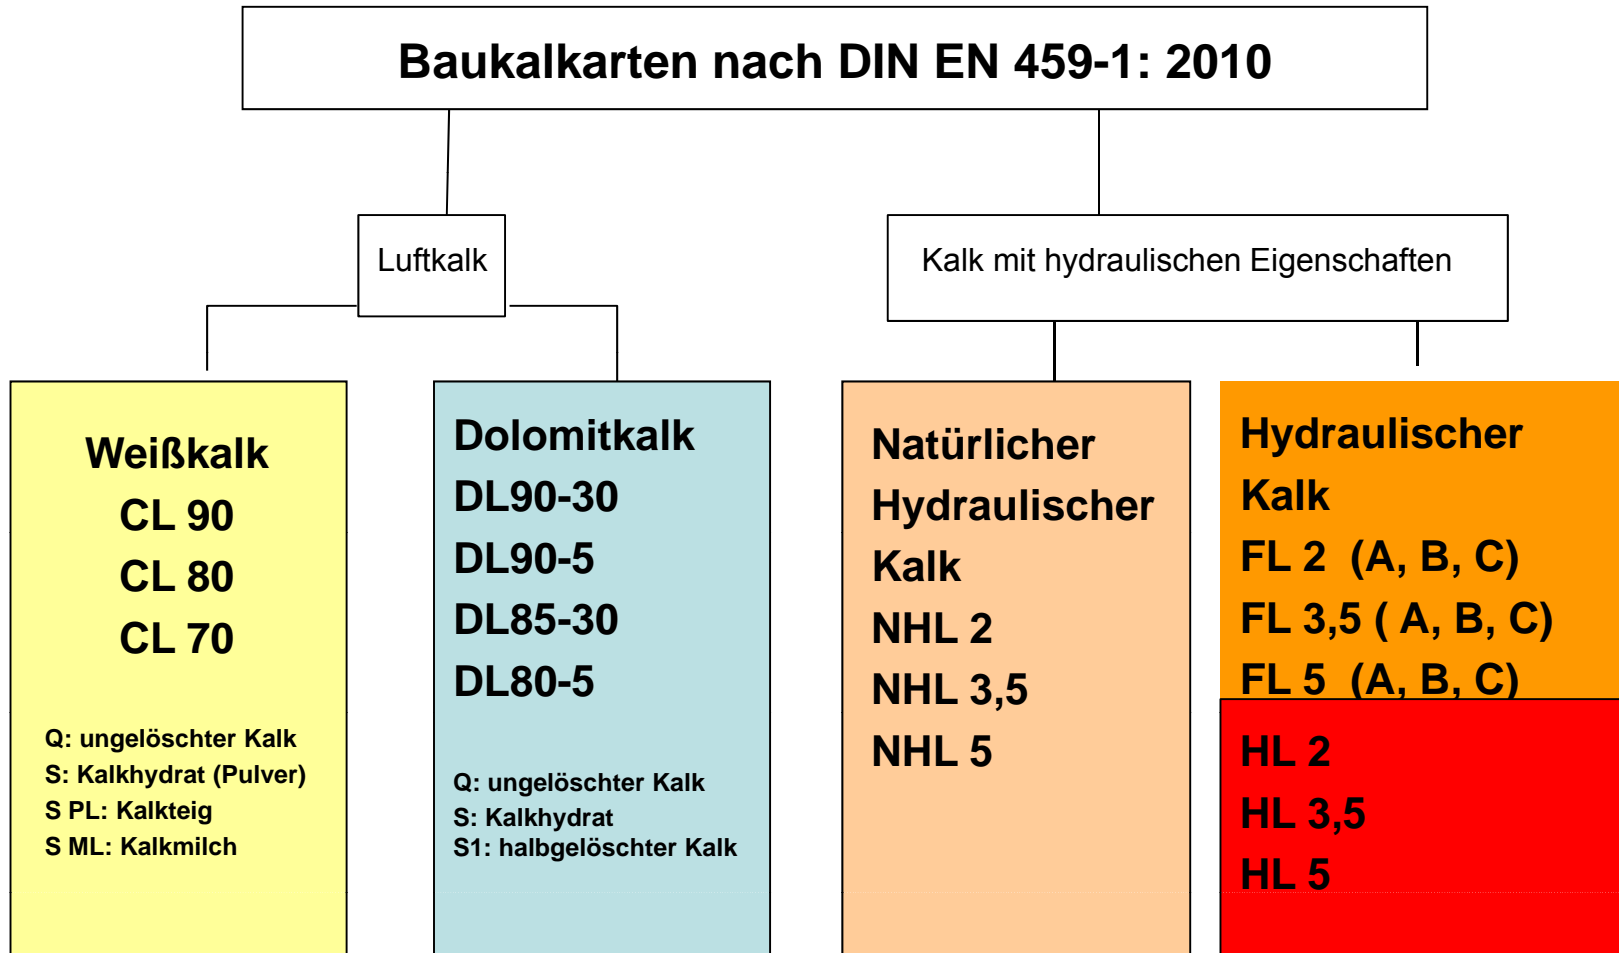 Baukalkarten nach DIN EN 459-1: 2010
Luftkalk
Kalk mit hydraulischen Eigenschaften
Weißkalk
CL 90
CL 80
CL 70
Q: ungelöschter Kalk
S: Kalkhydrat (Pulver)
S PL: Kalkteig
S ML: Kalkmilch
Dolomitkalk
DL90-30
DL90-5
DL85-30
DL80-5
Q: ungelöschter Kalk
S: Kalkhydrat
S1: halbgelöschter Kalk
Natürlicher
Hydraulischer
Kalk
NHL 2
NHL 3,5
NHL 5
Hydraulischer
Kalk
FL 2  (A, B, C)
FL 3,5 ( A, B, C)
FL 5  (A, B, C)
HL 2
HL 3,5
HL 5